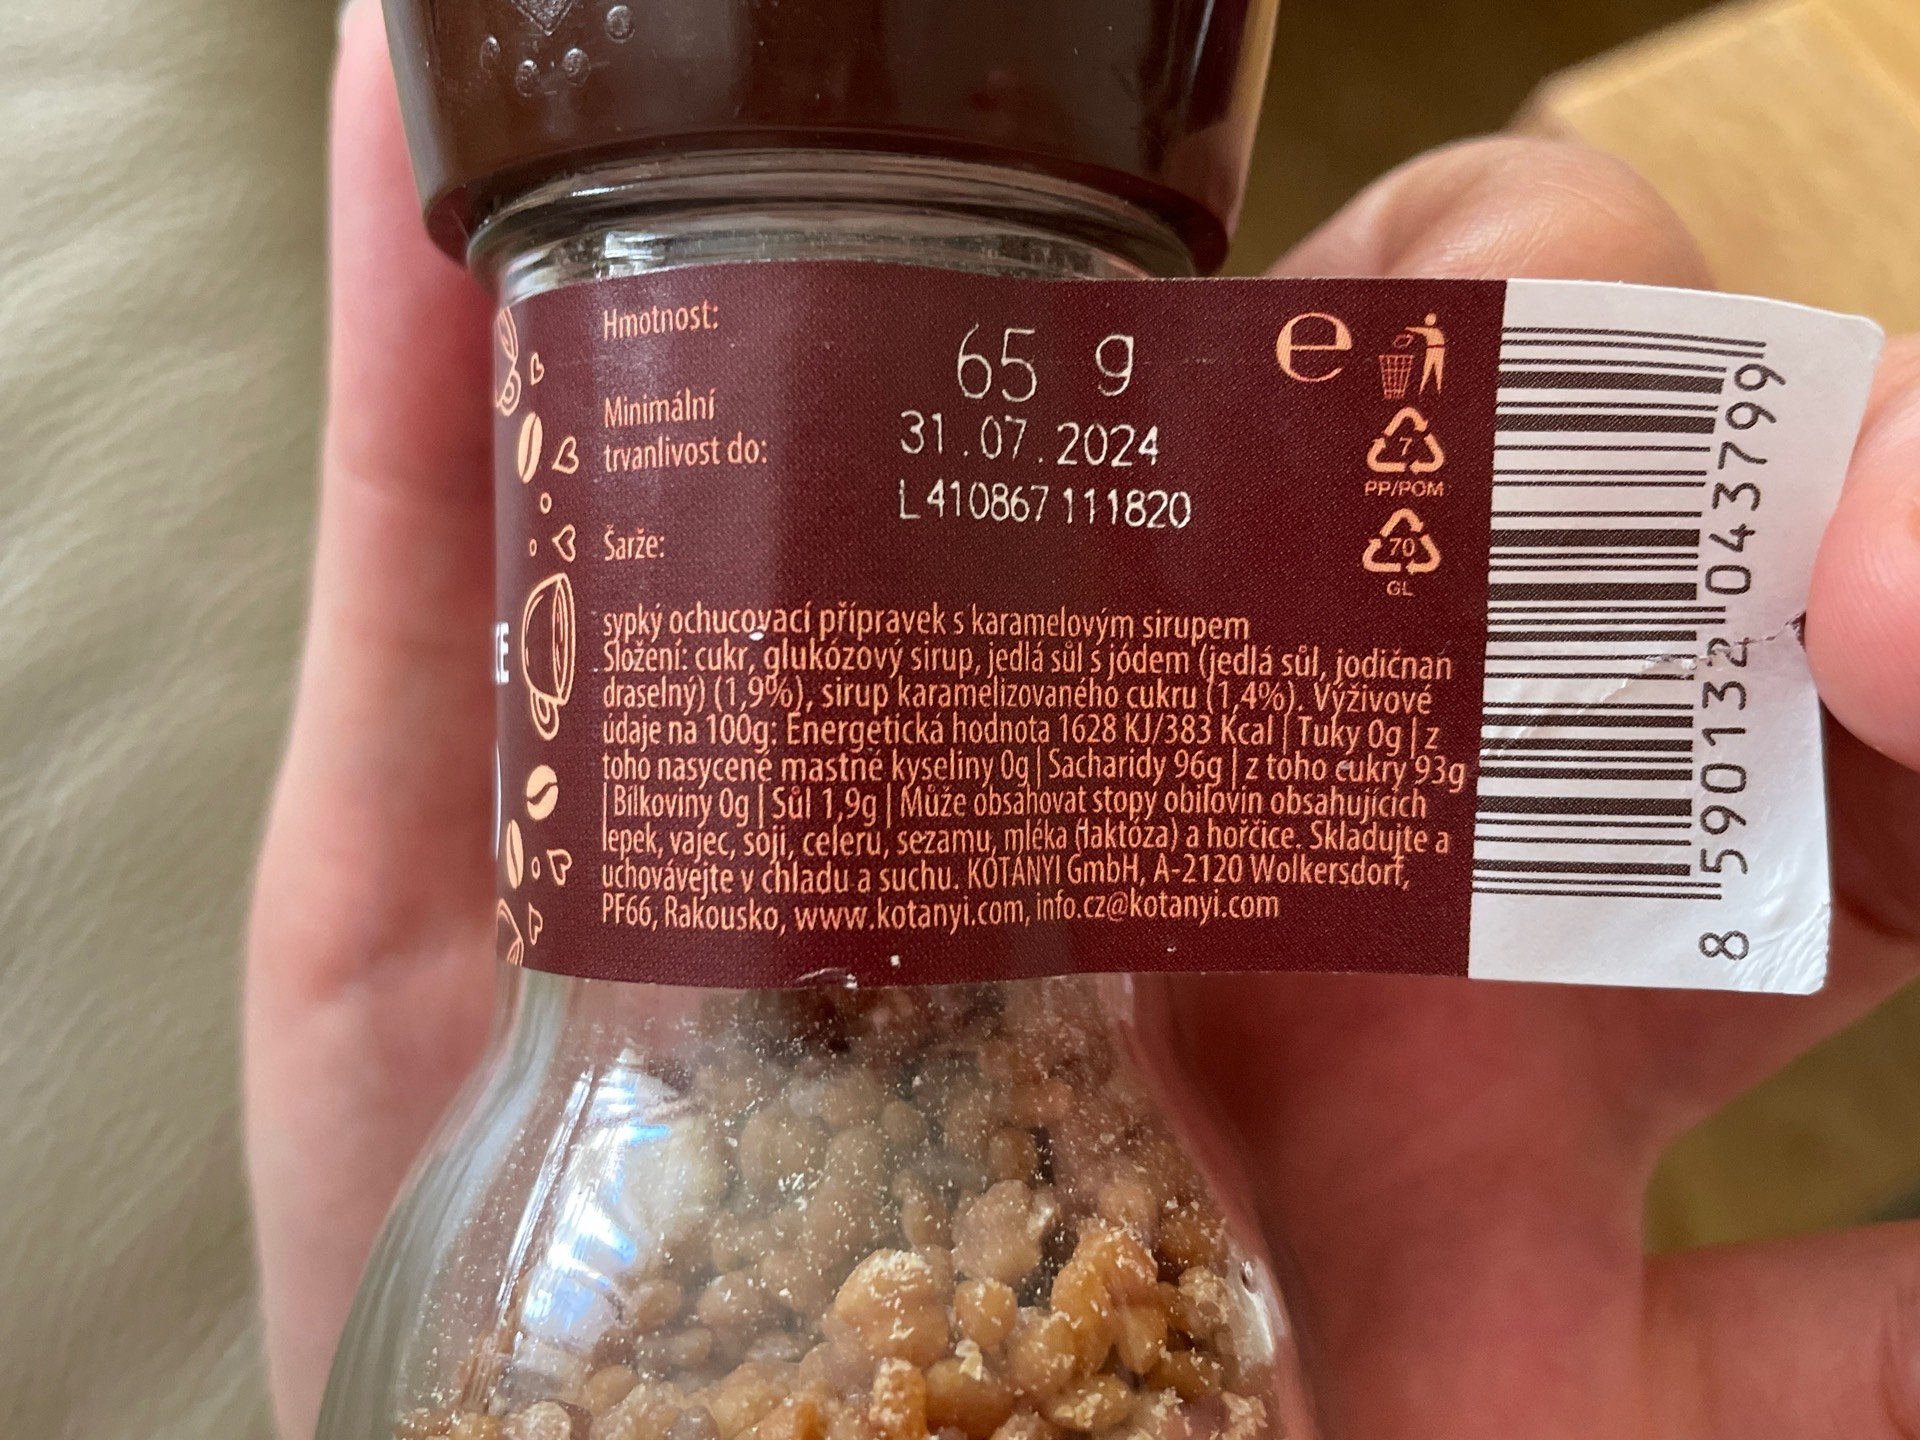 Hmotnost:
65 g
e
Minimální
trvanlivost do:
31.07.2024
L410867 111820
Šarže:
7
PP/POM
70
GL
sypký ochucovací přípravek s karamelovým sirupem
Složení: cukr, glukózový sirup, jedlá sůl s jódem (jedlá sůl, jodičnan
draselný) (1,9%), sirup karamelizovaného cukru (1,4%). Výživové
údaje na 100g: Energetická hodnota 1628 KJ/383 Kcal | Tuky 0g | z
toho nasycené mastné kyseliny 0g | Sacharidy 96g | z toho cukry 93g
| Bílkoviny 0g | Sůl 1,9g | Může obsahovat stopy obilovin obsahujících
lepek, vajec, sóji, celeru, sezamu, mléka (laktóza) a hořčice. Skladujte a
uchovávejte v chladu a suchu. KOTÁNYI GmbH, A-2120 Wolkersdorf,
PF66, Rakousko, www.kotanyi.com, info.cz@kotanyi.com
8 590132 043799